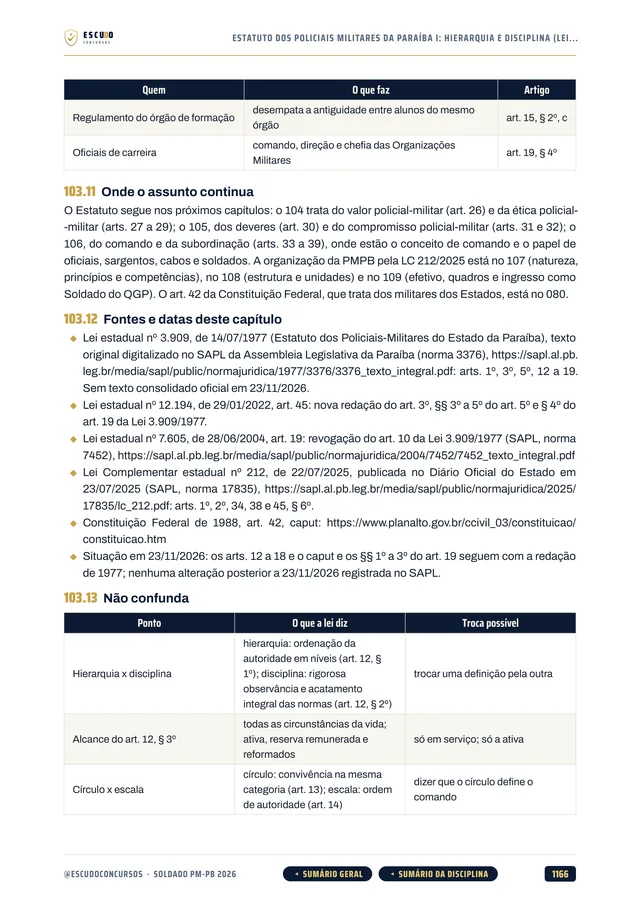 ESCUDO
CONCURSOS
ESTATUTO DOS POLICIAIS MILITARES DA PARAÍBA I: HIERARQUIA E DISCIPLINA (LEI...
Quem O que faz Artigo
Regulamento do órgão de formação desempata a antiguidade entre alunos do mesmo órgão art. 15, § 2º, c
Oficiais de carreira comando, direção e chefia das Organizações Militares art. 19, § 4º
103.11 Onde o assunto continua
O Estatuto segue nos próximos capítulos: o 104 trata do valor policial-militar (art. 26) e da ética policial-
-militar (arts. 27 a 29); o 105, dos deveres (art. 30) e do compromisso policial-militar (arts. 31 e 32); o
106, do comando e da subordinação (arts. 33 a 39), onde estão o conceito de comando e o papel de
oficiais, sargentos, cabos e soldados. A organização da PMPB pela LC 212/2025 está no 107 (natureza,
princípios e competências), no 108 (estrutura e unidades) e no 109 (efetivo, quadros e ingresso como
Soldado do QGP). O art. 42 da Constituição Federal, que trata dos militares dos Estados, está no 080.
103.12 Fontes e datas deste capítulo
◆ Lei estadual nº 3.909, de 14/07/1977 (Estatuto dos Policiais-Militares do Estado da Paraíba), texto
original digitalizado no SAPL da Assembleia Legislativa da Paraíba (norma 3376), https://sapl.al.pb.
leg.br/media/sapl/public/normajuridica/1977/3376/3376_texto_integral.pdf: arts. 1º, 3º, 5º, 12 a 19.
Sem texto consolidado oficial em 23/11/2026.
◆ Lei estadual nº 12.194, de 29/01/2022, art. 45: nova redação do art. 3º, §§ 3º a 5º do art. 5º e § 4º do
art. 19 da Lei 3.909/1977.
◆ Lei estadual nº 7.605, de 28/06/2004, art. 19: revogação do art. 10 da Lei 3.909/1977 (SAPL, norma
7452), https://sapl.al.pb.leg.br/media/sapl/public/normajuridica/2004/7452/7452_texto_integral.pdf
◆ Lei Complementar estadual nº 212, de 22/07/2025, publicada no Diário Oficial do Estado em
23/07/2025 (SAPL, norma 17835), https://sapl.al.pb.leg.br/media/sapl/public/normajuridica/2025/
17835/lc_212.pdf: arts. 1º, 2º, 34, 38 e 45, § 6º.
◆ Constituição Federal de 1988, art. 42, caput: https://www.planalto.gov.br/ccivil_03/constituicao/
constituicao.htm
◆ Situação em 23/11/2026: os arts. 12 a 18 e o caput e os §§ 1º a 3º do art. 19 seguem com a redação
de 1977; nenhuma alteração posterior a 23/11/2026 registrada no SAPL.
103.13 Não confunda
Ponto O que a lei diz Troca possível
Hierarquia x disciplina hierarquia: ordenação da autoridade em níveis (art. 12, § 1º); disciplina: rigorosa observância e acatamento integral das normas (art. 12, § 2º) trocar uma definição pela outra
Alcance do art. 12, § 3º todas as circunstâncias da vida; ativa, reserva remunerada e reformados só em serviço; só a ativa
Círculo x escala círculo: convivência na mesma categoria (art. 13); escala: ordem de autoridade (art. 14) dizer que o círculo define o comando
@ESCUDOCONCURSOS · SOLDADO PM-PB 2026 SUMÁRIO GERAL SUMÁRIO DA DISCIPLINA 1166